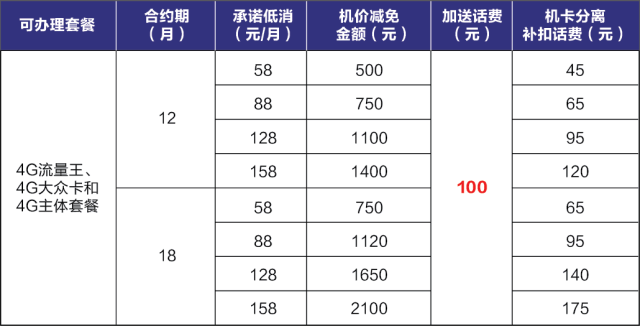 可办理套餐 合约期（月） 承诺低消（元/月） 机价减免金额（元） 加送话费（元） 机卡分离补扣话费（元）
4G流量王、
4G大众卡和
4G主体套餐
12
58 500 45
88 750 65
128 1100 95
158 1400 120
100
18
58 750 65
88 1120 95
128 1650 140
158 2100 175